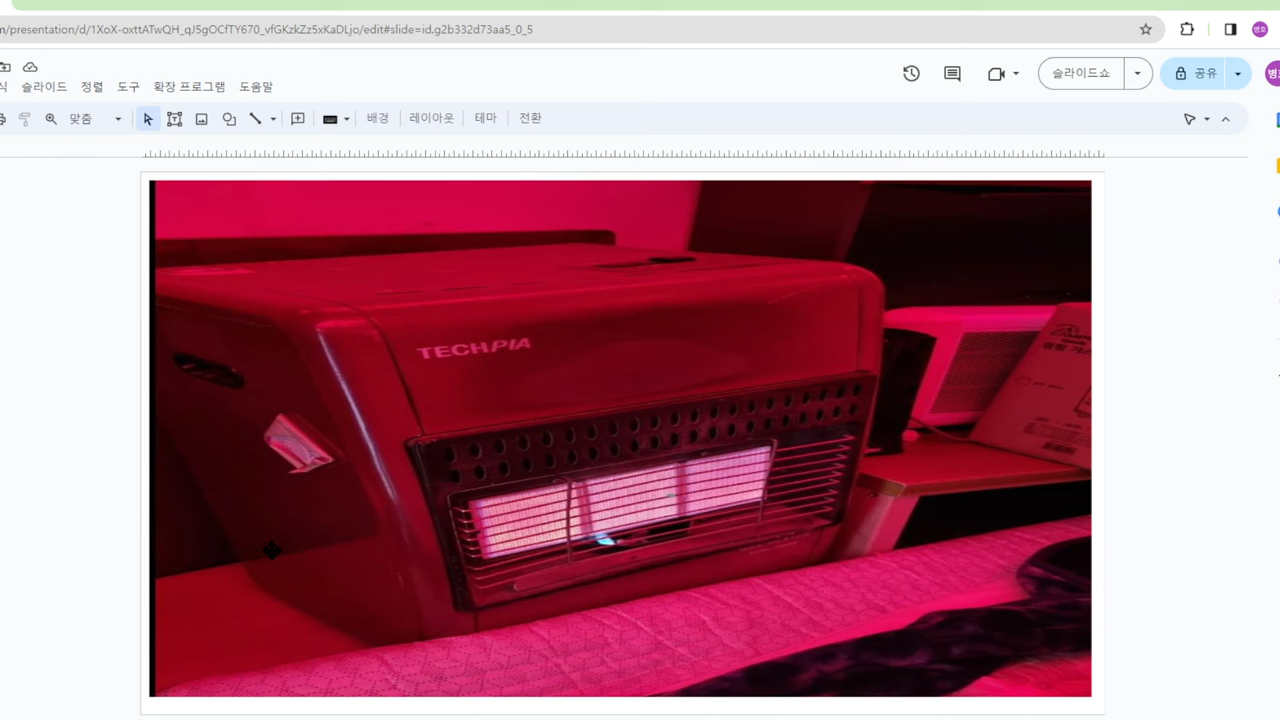 m/presentation/d/1XoX-oxttATwQH_qJ5gOCfTY670_vfGKzkZz5xKaDLjo/edit#slide=id.g2b332d73aa5_0_5
병호
식 슬라이드 정렬 도구 확장 프로그램 도움말
슬라이드쇼
공유
맞춤
배경 레이아웃 테마 전환
TECHPIA